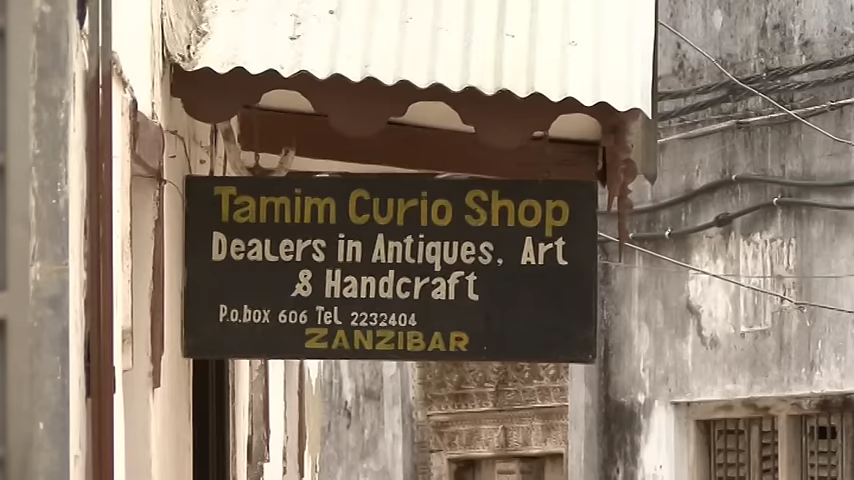 Tamim Curio Shop
Dealers in Antiques, Art
& Handcraft
P.o.box 606 Tel 2232404
ZANZIBAR